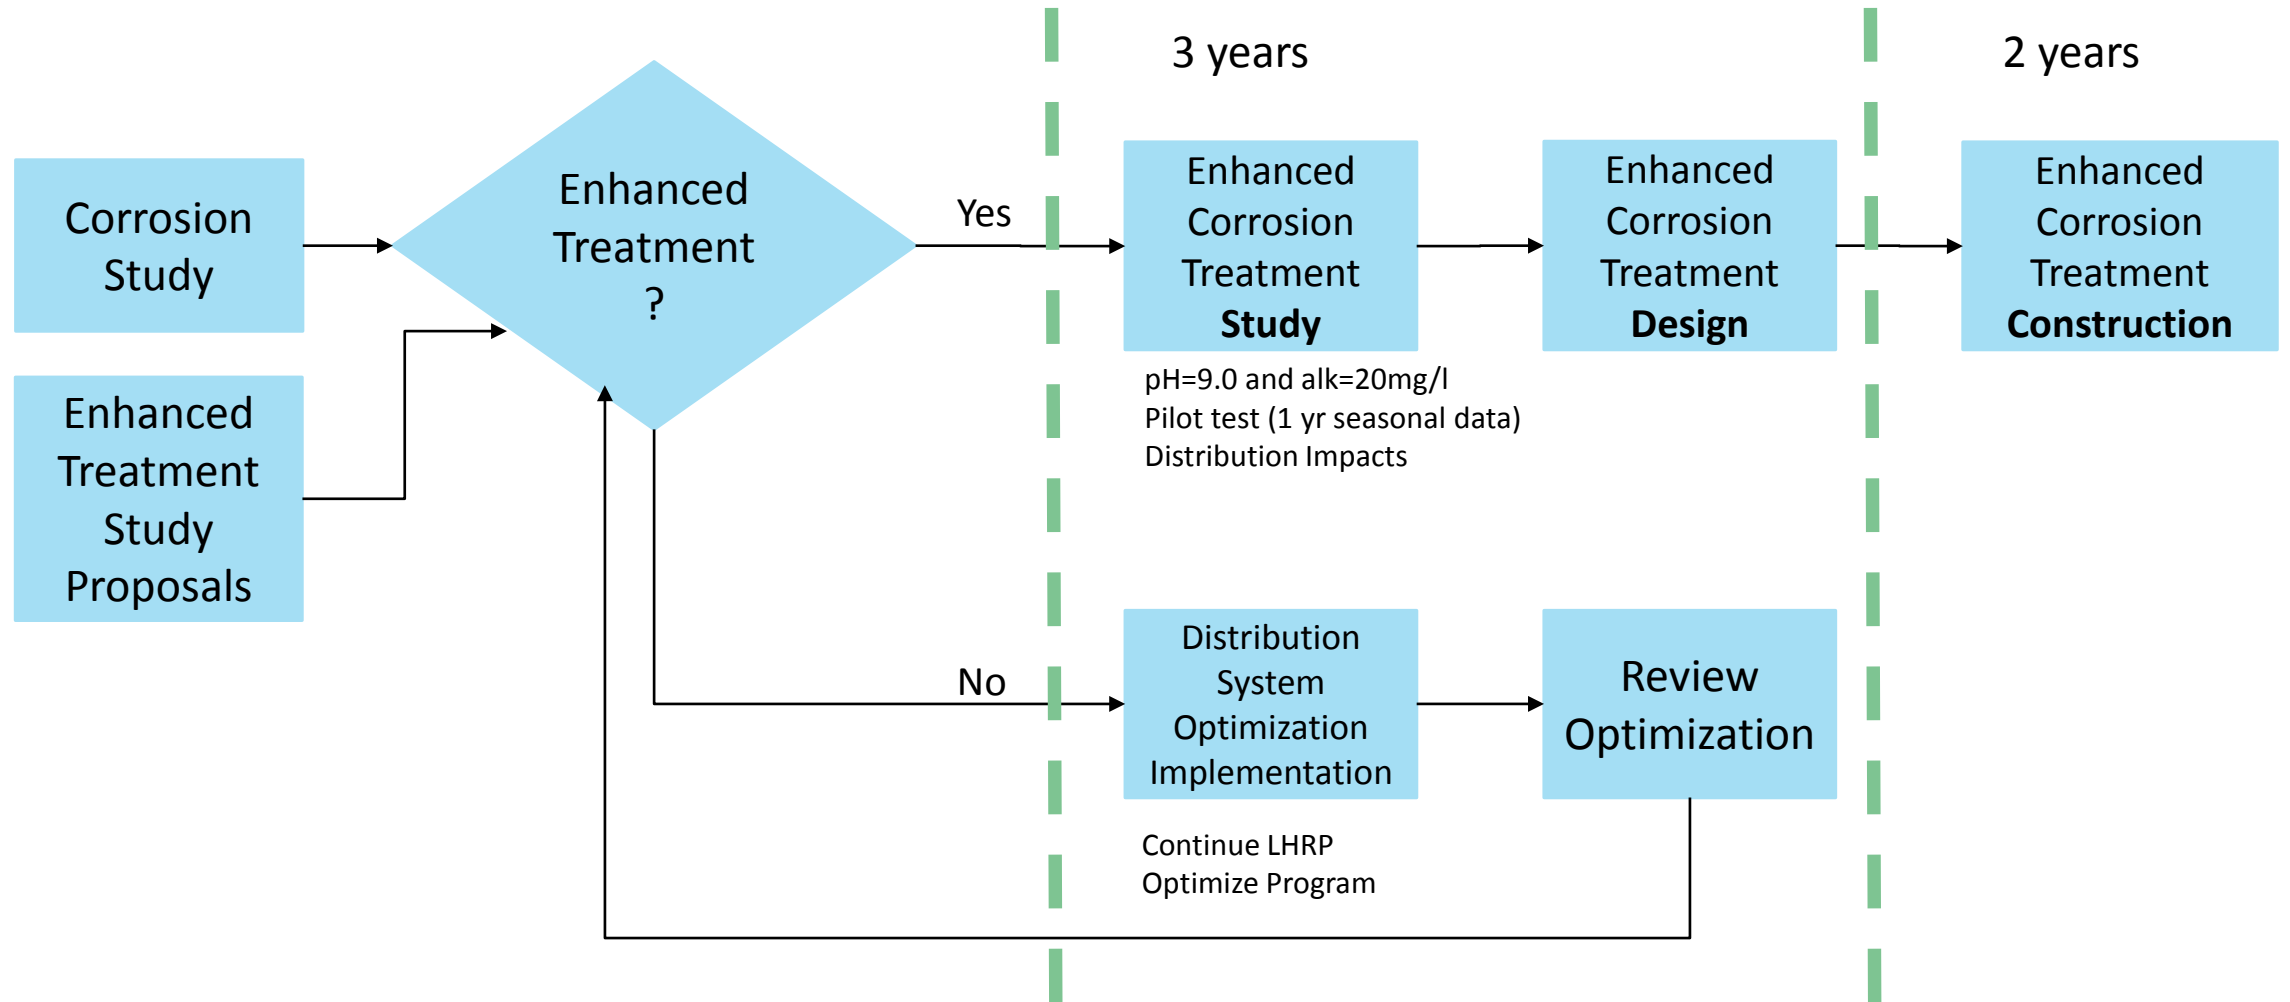 3 years
2 years
Corrosion
Study
Enhanced
Treatment
Study
Proposals
Enhanced
Treatment
?
Yes
No
Enhanced
Corrosion
Treatment
Study
pH=9.0 and alk=20mg/l
Pilot test (1 yr seasonal data)
Distribution Impacts
Enhanced
Corrosion
Treatment
Design
Enhanced
Corrosion
Treatment
Construction
Distribution
System
Optimization
Implementation
Continue LHRP
Optimize Program
Review
Optimization